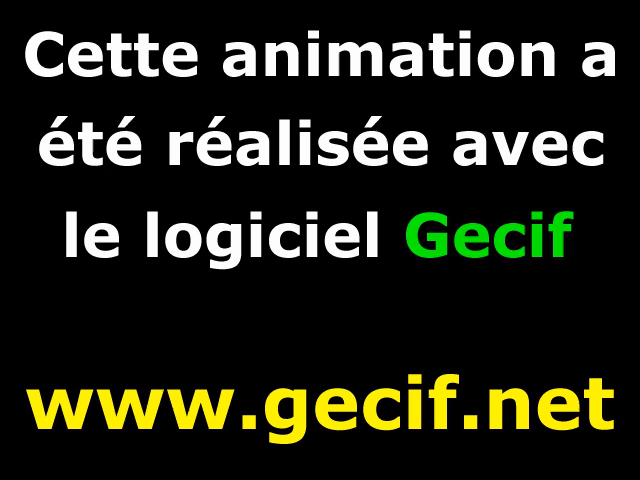 Cette animation a
été réalisée avec
le logiciel Gecif
www.gecif.net